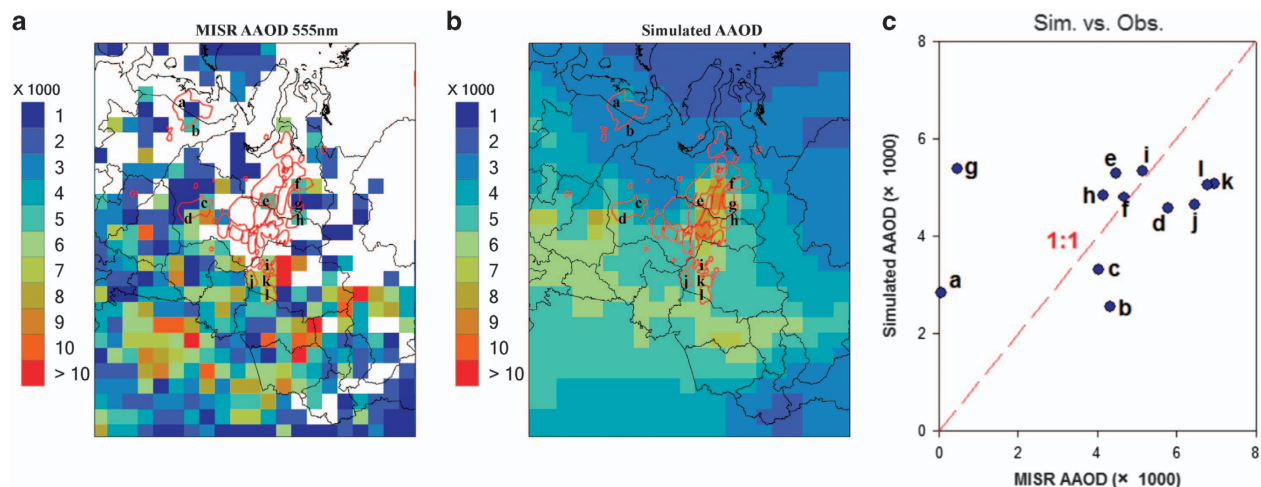 a
MISR AAOD 555nm
X 1000
1
2
3
4
5
6
7
8
9
10
> 10
a
b
c
d
e
f
g
h
i
j
k
l
b
Simulated AAOD
X 1000
1
2
3
4
5
6
7
8
9
10
> 10
a
b
c
d
e
f
g
h
i
j
k
l
c
Sim. vs. Obs.
Simulated AAOD (× 1000)
8
6
4
2
0
g
a
e
i
h
f
l
k
d
j
c
b
1:1
0
2
4
6
8
MISR AAOD (× 1000)